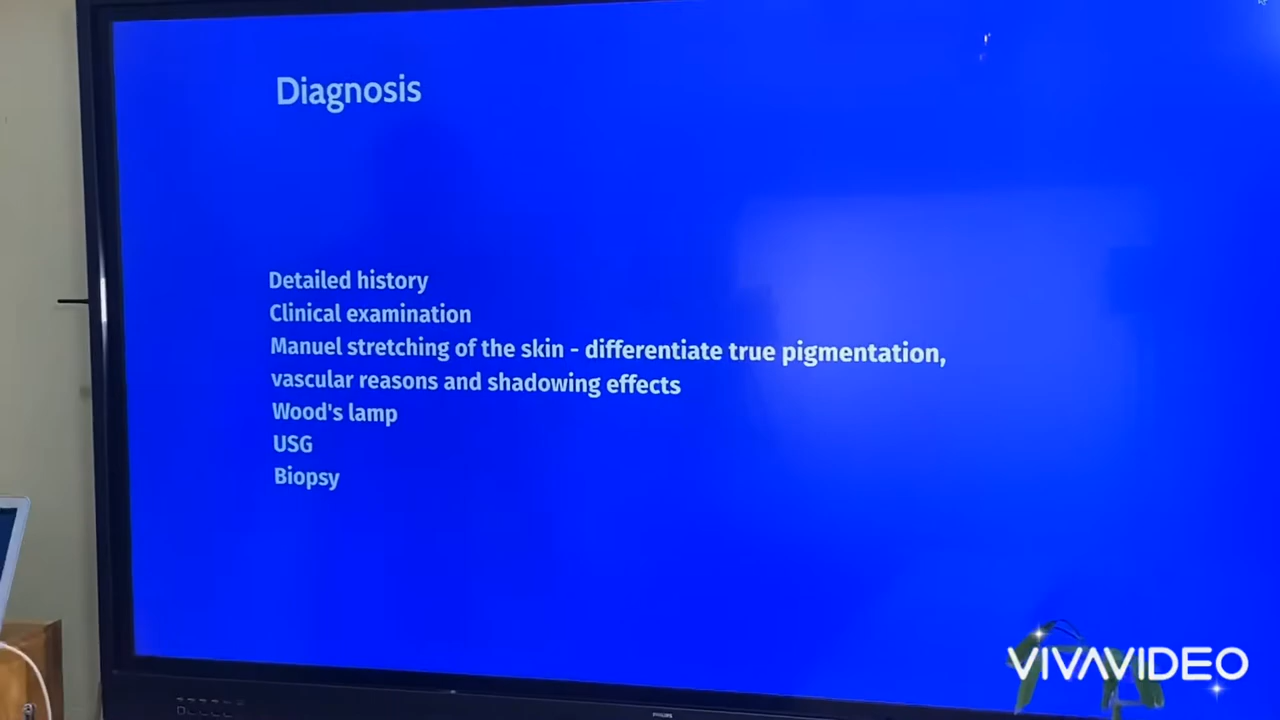 Diagnosis
Detailed history
Clinical examination
Manuel stretching of the skin - differentiate true pigmentation,
vascular reasons and shadowing effects
Wood's lamp
USG
Biopsy
VIVAVIDEO
PHILIPS